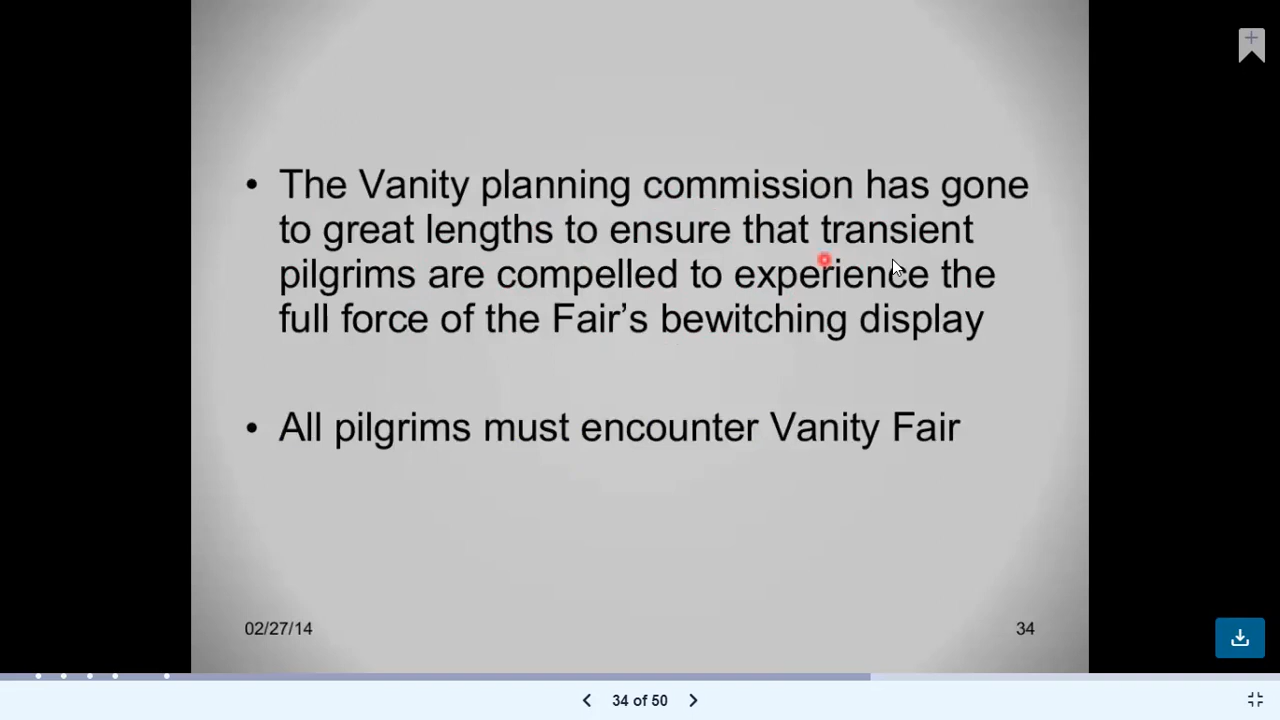 • The Vanity planning commission has gone
to great lengths to ensure that transient
pilgrims are compelled to experience the
full force of the Fair’s bewitching display
• All pilgrims must encounter Vanity Fair
02/27/14
34
34 of 50